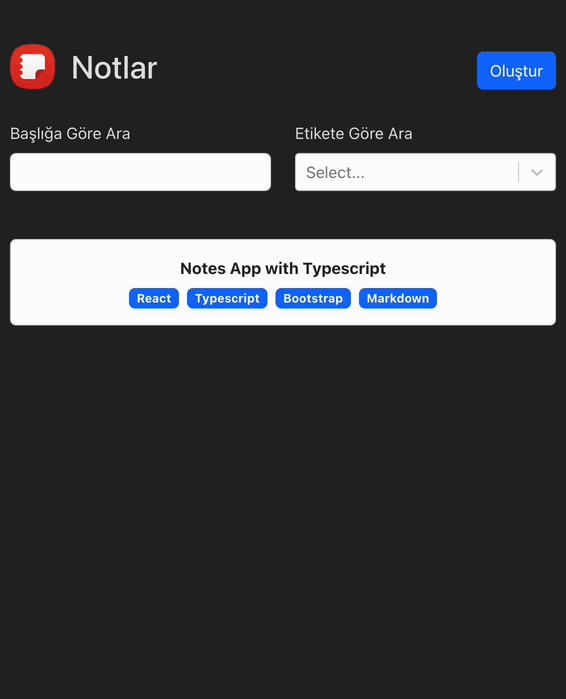 Notlar
Oluştur
Başlığa Göre Ara
Etikete Göre Ara
Select...
Notes App with Typescript
React Typescript Bootstrap Markdown